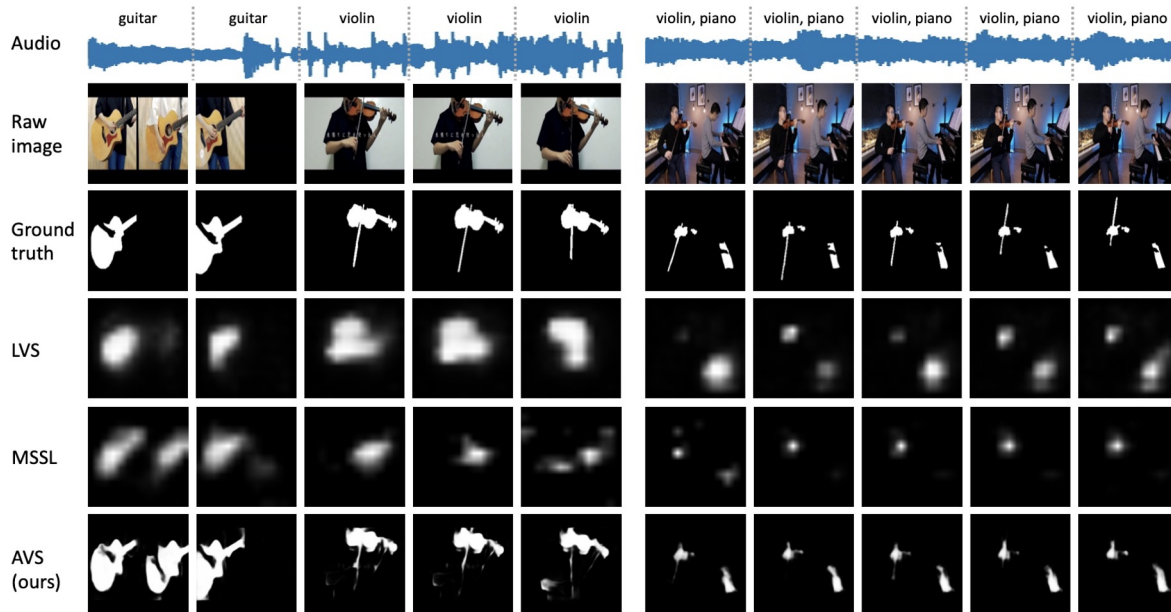 guitar guitar violin violin violin violin, piano violin, piano violin, piano violin, piano violin, piano
Audio
Raw
image
Ground
truth
LVS
MSSL
AVS
(ours)